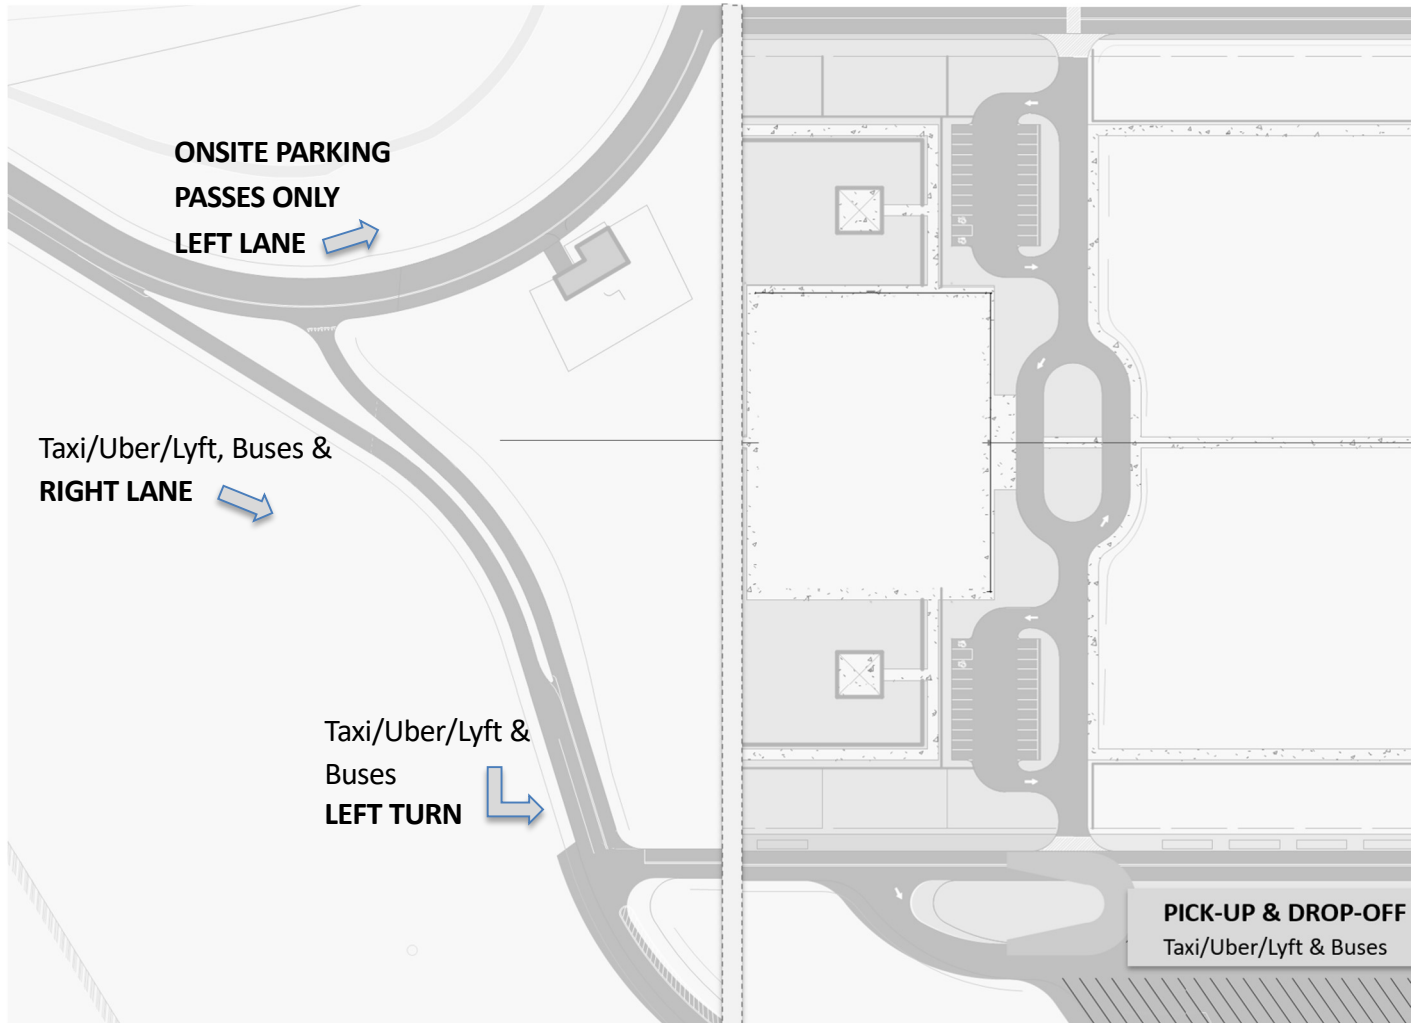 ONSITE PARKING
PASSES ONLY
LEFT LANE
Taxi/Uber/Lyft, Buses &
RIGHT LANE
Taxi/Uber/Lyft &
Buses
LEFT TURN
PICK-UP & DROP-OFF
Taxi/Uber/Lyft & Buses